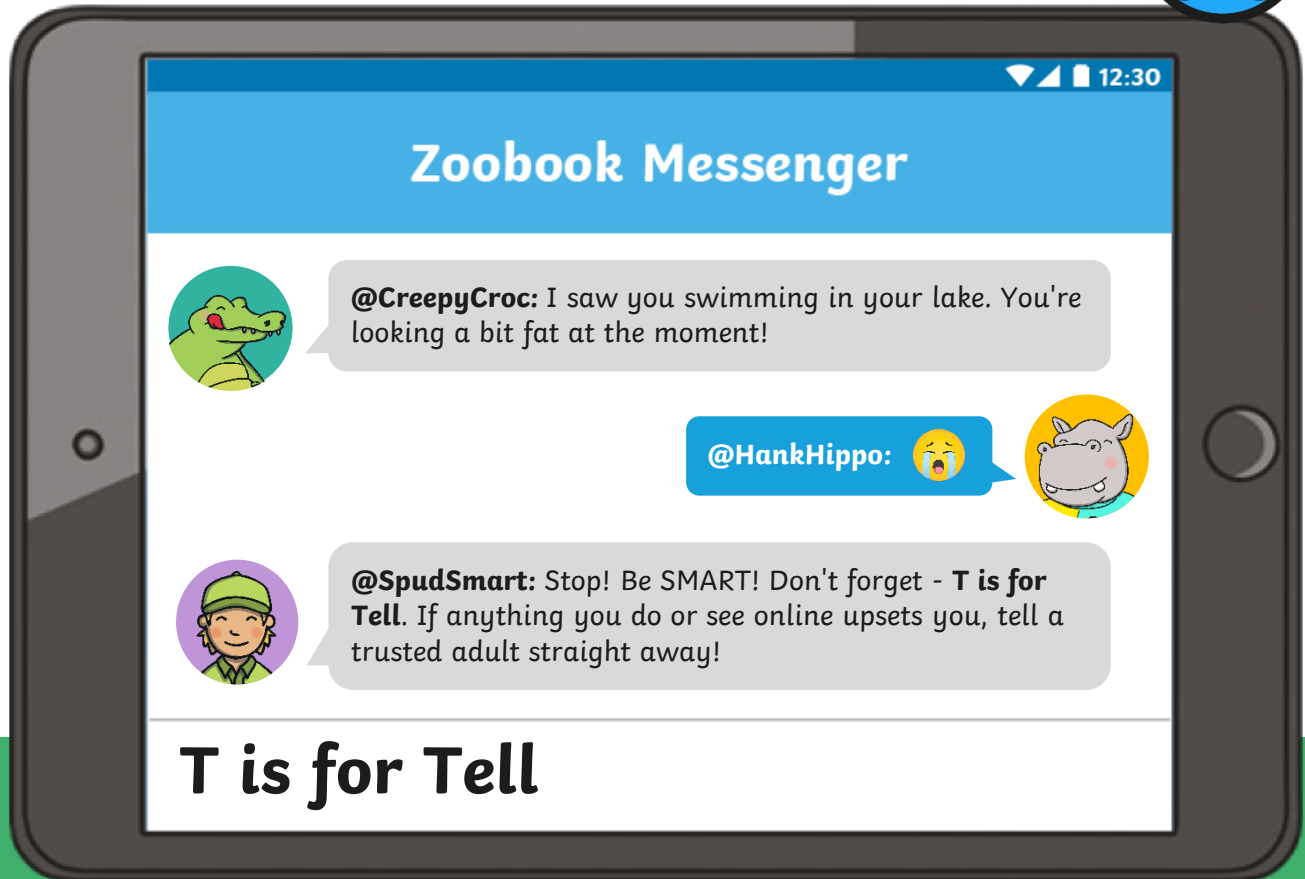 12:30
Zoobook Messenger
@CreepyCroc: I saw you swimming in your lake. You're
looking a bit fat at the moment!
@HankHippo: 😭
@SpudSmart: Stop! Be SMART! Don't forget - T is for
Tell. If anything you do or see online upsets you, tell a
trusted adult straight away!
T is for Tell